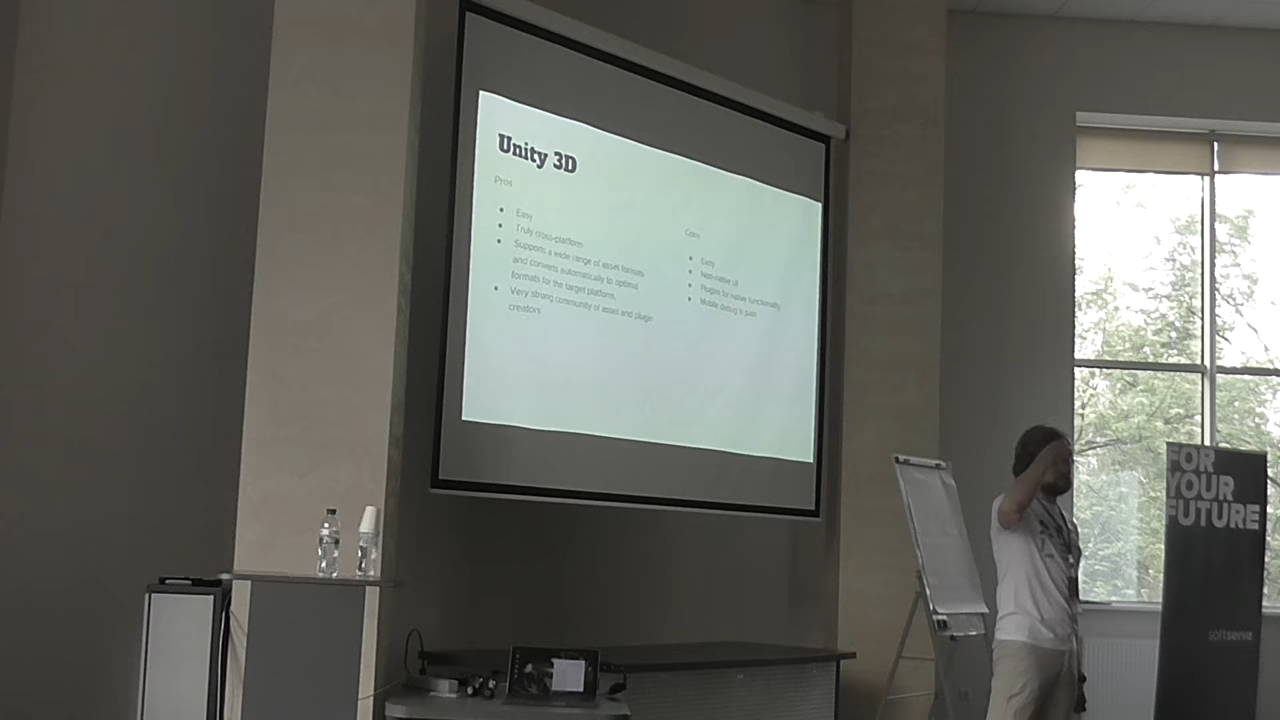 Unity 3D
Pros
Easy
Truly cross-platform
Supports a wide range of asset formats
and converts automatically to optimal
formats for the target platform.
Very strong community of asset and plugin
creators
Cons
Easy
Non-native UI
Plugins for native functionality
Mobile debug is pain
FOR
YOUR
FUTURE
softserve